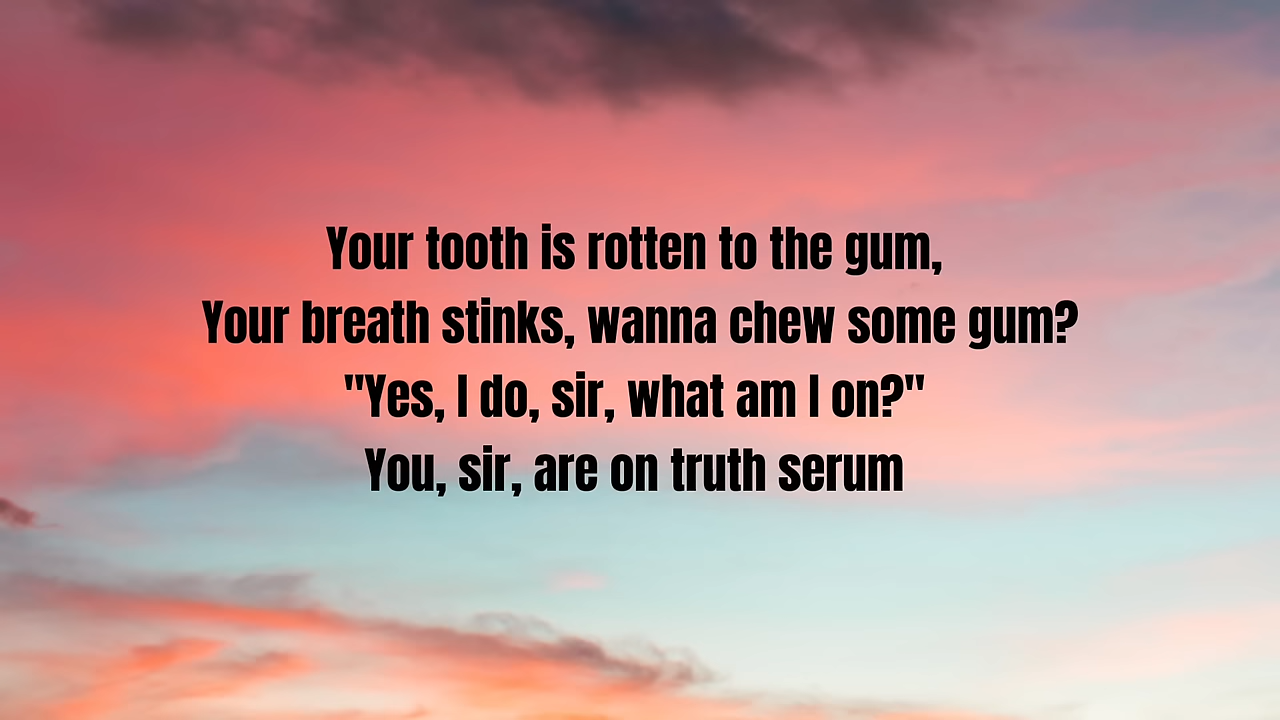 Your tooth is rotten to the gum,
Your breath stinks, wanna chew some gum?
"Yes, I do, sir, what am I on?"
You, sir, are on truth serum